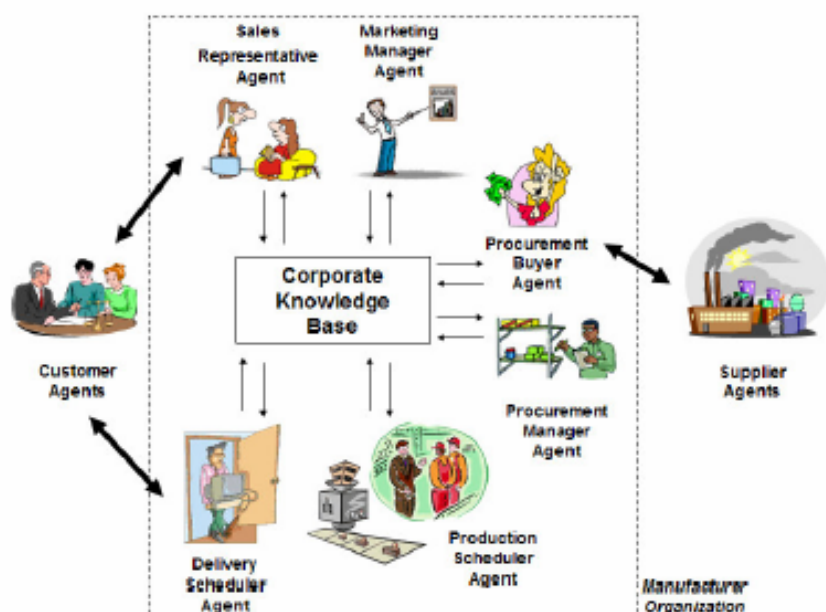 Sales
Representative
Agent
Marketing
Manager
Agent
Procurement
Buyer
Agent
Corporate
Knowledge
Base
Customer
Agents
Supplier
Agents
Procurement
Manager
Agent
Delivery
Scheduler
Agent
Production
Scheduler
Agent
Manufacturer
Organization